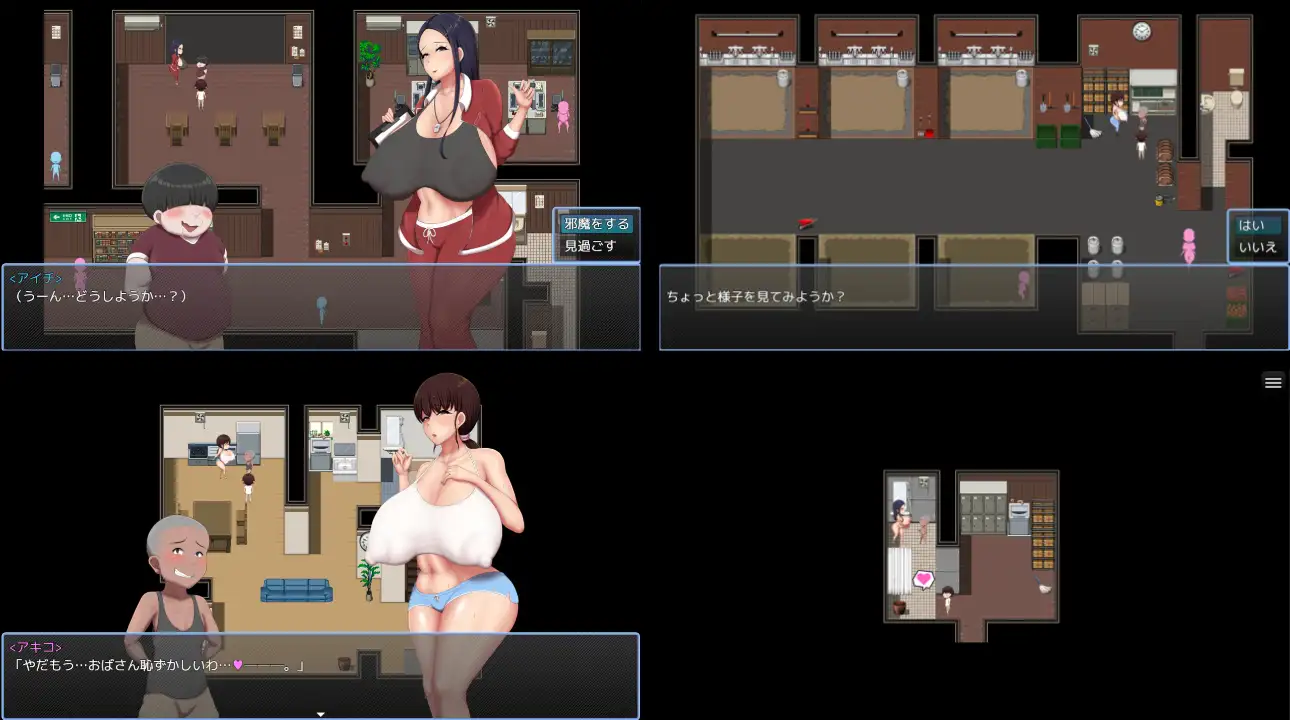 邪魔をする
見過ごす
<アイチ>
(うーん…どうしようか…?)
はい
いいえ
ちょっと様子を見てみようか?
<アキコ>
「やだもう…おばさん恥ずかしいわ…♥―――。」